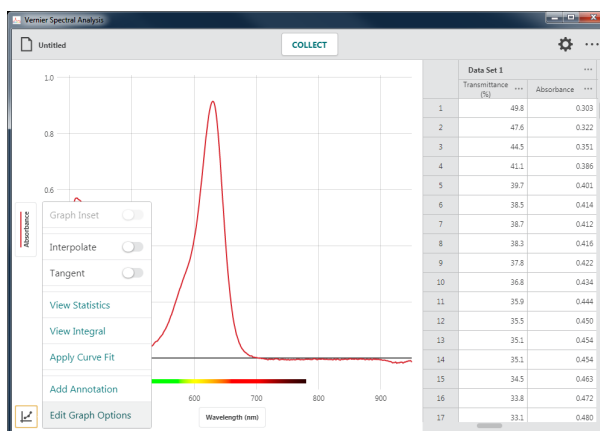 Vernier Spectral Analysis
Untitled
COLLECT
1.0
0.8
0.6
Absorbance
Graph Inset
Interpolate
Tangent
View Statistics
View Integral
Apply Curve Fit
Add Annotation
Edit Graph Options
600
700
800
900
Wavelength (nm)
Data Set 1
Transmittance (%) Absorbance
1 49.8 0.303
2 47.6 0.322
3 44.5 0.351
4 41.1 0.386
5 39.7 0.401
6 38.5 0.414
7 38.7 0.412
8 38.3 0.416
9 37.8 0.422
10 36.8 0.434
11 35.9 0.444
12 35.5 0.450
13 35.1 0.454
14 35.1 0.454
15 34.5 0.463
16 33.8 0.472
17 33.1 0.480